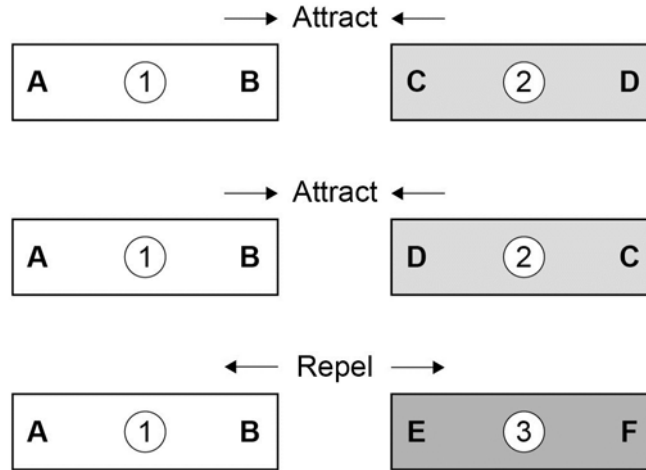 Attract
A 1 B C 2 D
Attract
A 1 B D 2 C
Repel
A 1 B E 3 F